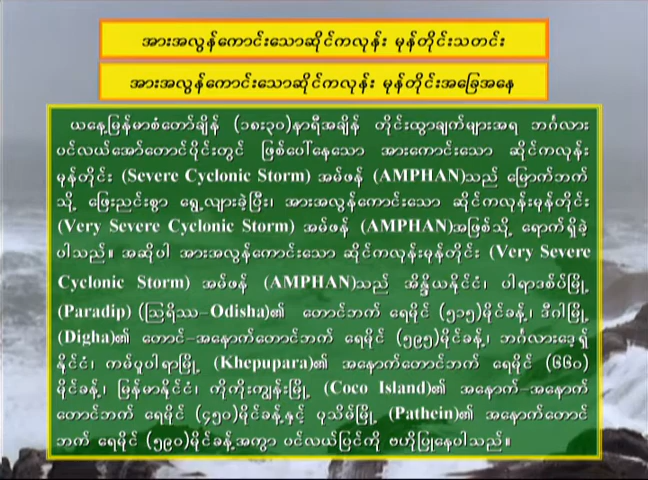 အားအလွန်ကောင်းသောဆိုင်ကလုန်း မုန်တိုင်းသတင်း
အားအလွန်ကောင်းသောဆိုင်ကလုန်း မုန်တိုင်းအခြေအနေ
ယနေ့မြန်မာစံတော်ချိန် (၁၈း၃၀)နာရီအချိန် တိုင်းထွာချက်များအရ ဘင်္ဂလား
ပင်လယ်အော်တောင်ပိုင်းတွင် ဖြစ်ပေါ်နေသော အားကောင်းသော ဆိုင်ကလုန်း
မုန်တိုင်း (Severe Cyclonic Storm) အမ်ဖန် (AMPHAN)သည် မြောက်ဘက်
သို့ ဖြေးညင်းစွာ ရွေ့လျားခဲ့ပြီး၊ အားအလွန်ကောင်းသော ဆိုင်ကလုန်းမုန်တိုင်း
(Very Severe Cyclonic Storm) အမ်ဖန် (AMPHAN)အဖြစ်သို့ ရောက်ရှိခဲ့
ပါသည်။ အဆိုပါ အားအလွန်ကောင်းသော ဆိုင်ကလုန်းမုန်တိုင်း (Very Severe
Cyclonic Storm) အမ်ဖန် (AMPHAN)သည် အိန္ဒိယနိုင်ငံ၊ ပါရာဒစ်ပ်မြို့
(Paradip) (ဩရိဿ–Odisha)၏ တောင်ဘက် ရေမိုင် (၅၁၅)မိုင်ခန့်၊ ဒီဂါမြို့
(Digha)၏ တောင်-အနောက်တောင်ဘက် ရေမိုင် (၅၉၅)မိုင်ခန့်၊ ဘင်္ဂလားဒေ့ရှ်
နိုင်ငံ၊ ကစ်ပူပါရာမြို့ (Khepupara)၏ အနောက်တောင်ဘက် ရေမိုင် (၆၆၀)
မိုင်ခန့်၊ မြန်မာနိုင်ငံ၊ ကိုကိုးကျွန်းမြို့ (Coco Island)၏ အနောက်-အနောက်
တောင်ဘက် ရေမိုင် (၄၅၀)မိုင်ခန့်နှင့် ပုသိမ်မြို့ (Pathein)၏ အနောက်တောင်
ဘက် ရေမိုင် (၅၉၀)မိုင်ခန့်အကွာ ပင်လယ်ပြင်ကို ဗဟိုပြုနေပါသည်။